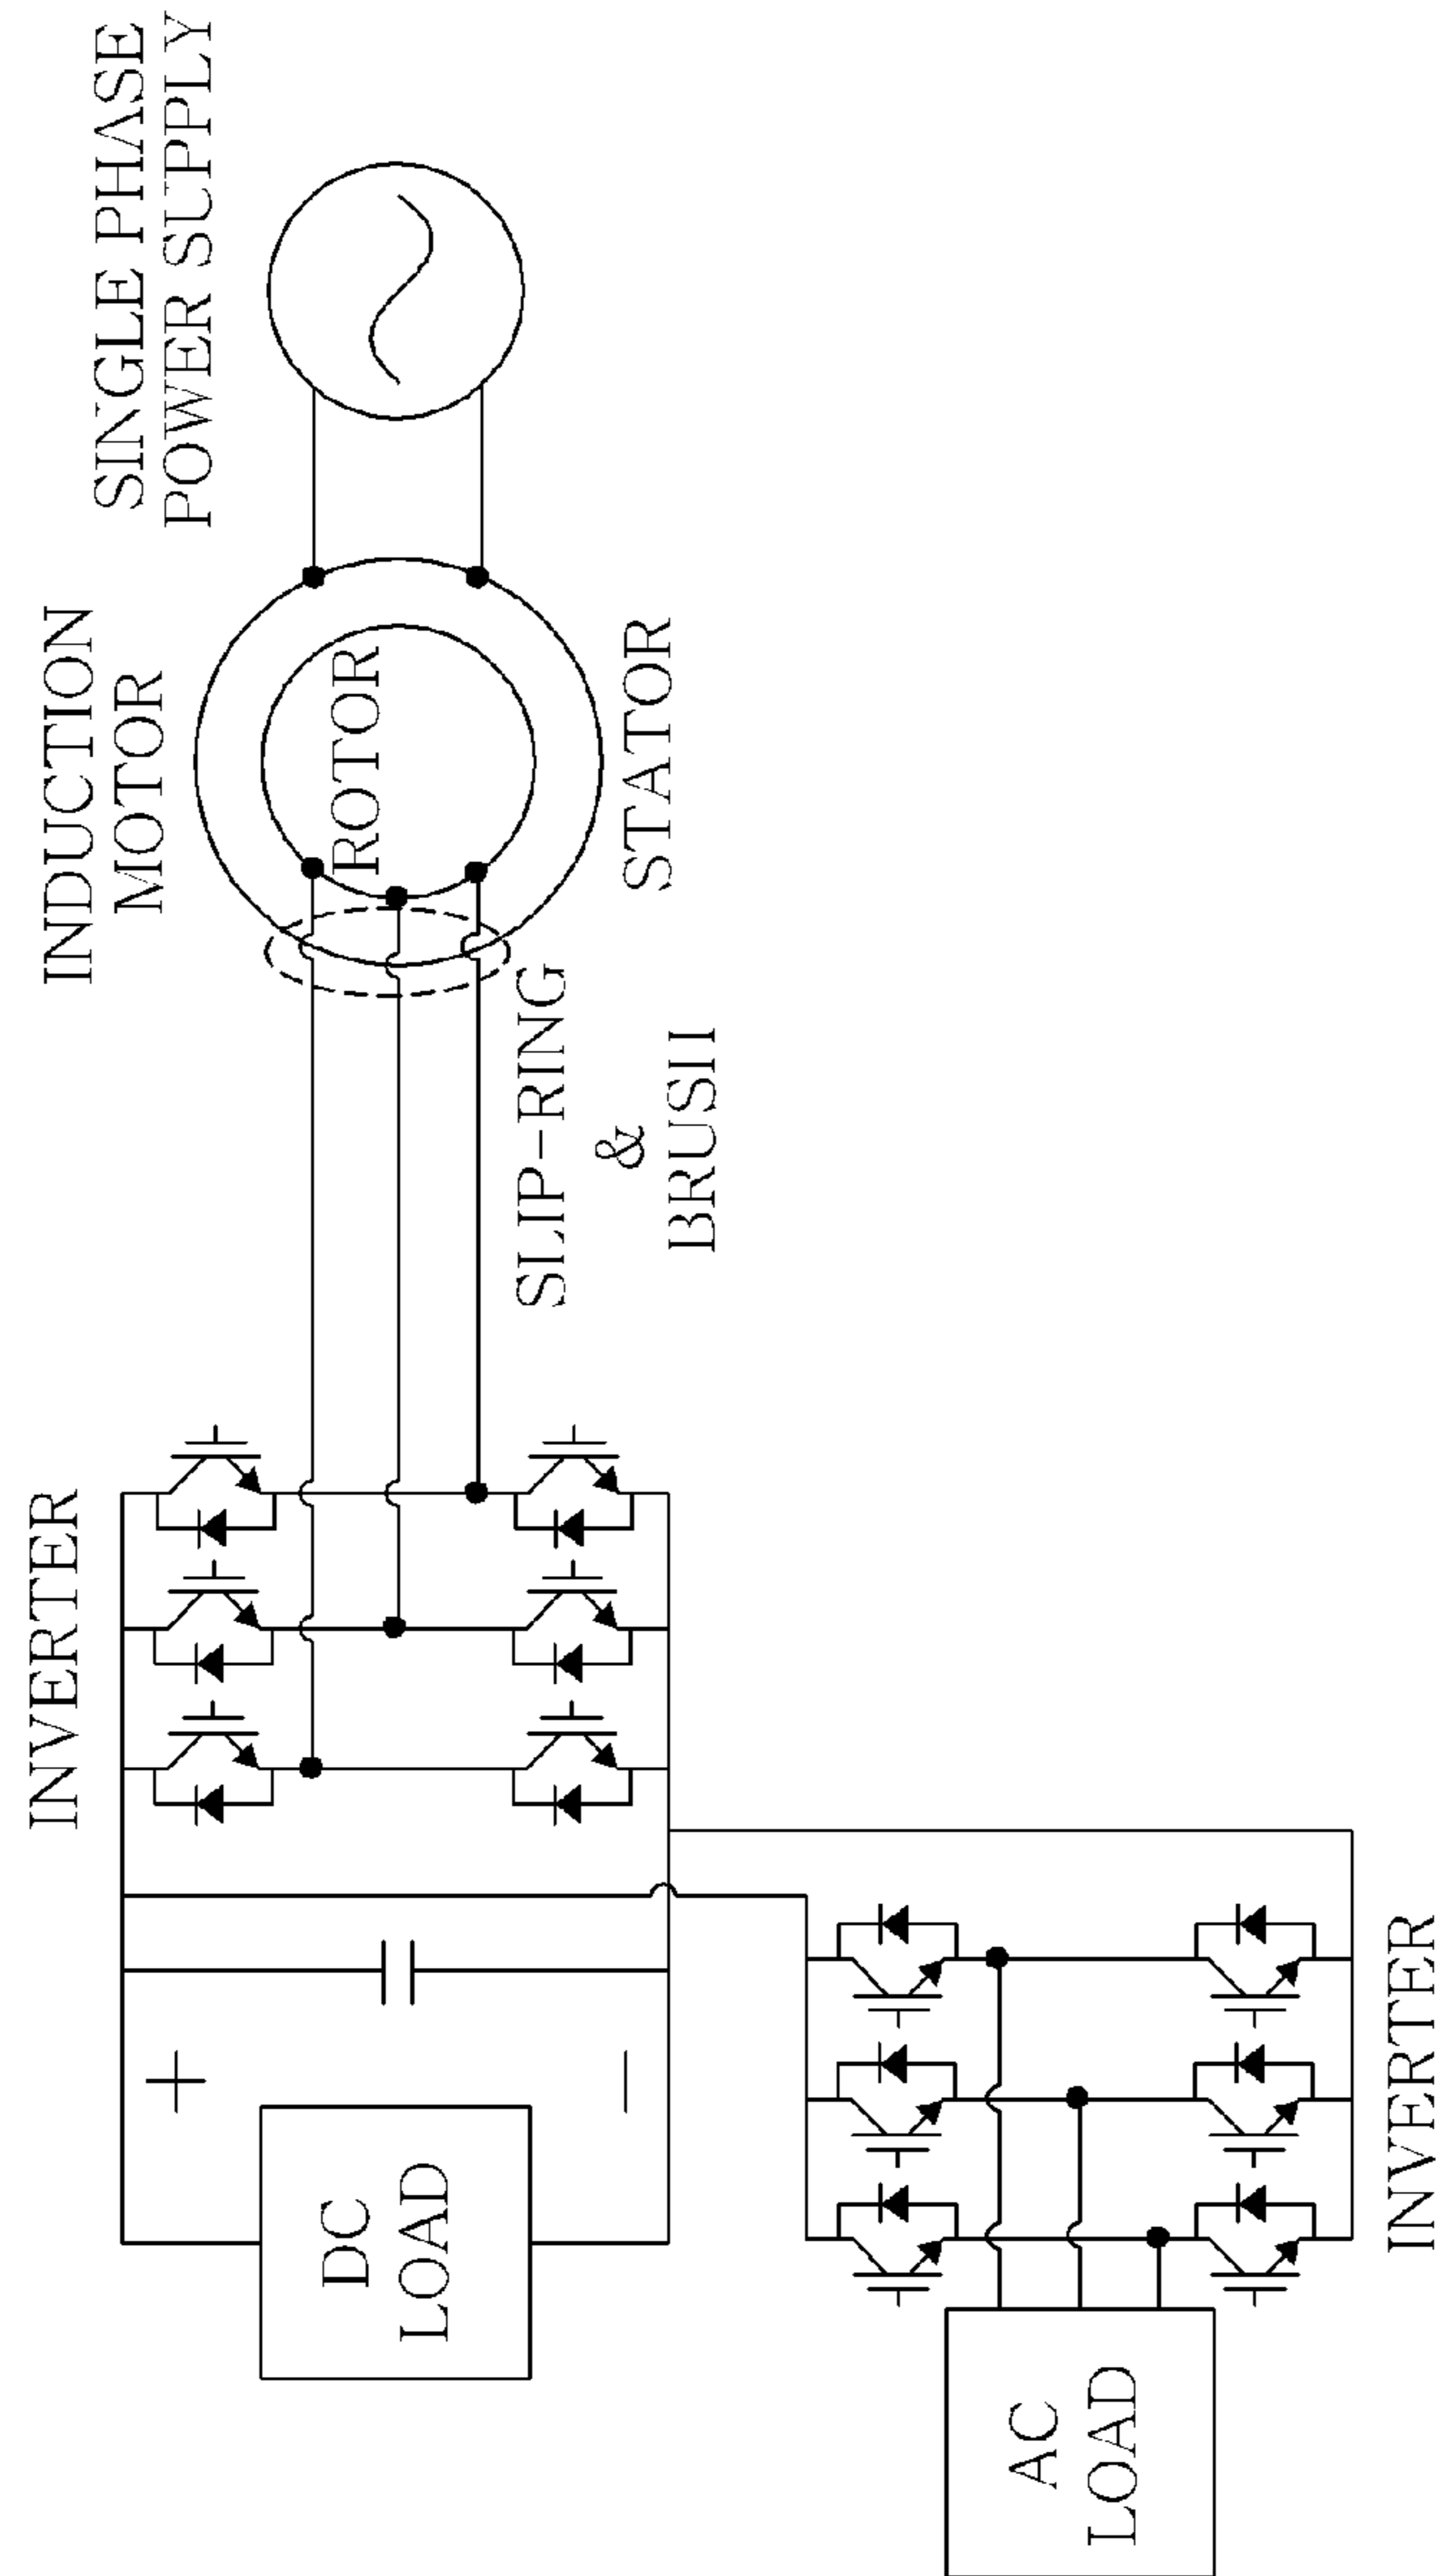 SINGLE PHASE
POWER SUPPLY
INDUCTION
MOTOR
ROTOR
STATOR
SLIP-RING
&
BRUSH
INVERTER
+
−
DC
LOAD
INVERTER
AC
LOAD